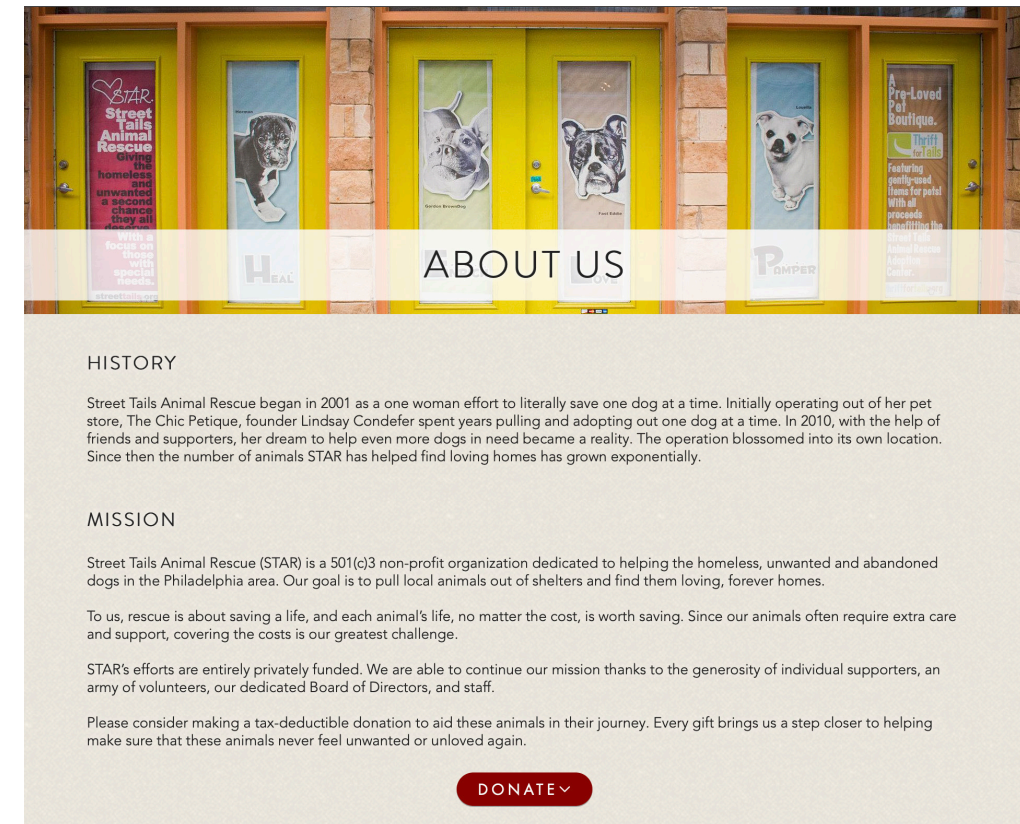 STAR.
Street
Tails
Animal
Rescue
Giving
the
homeless
and
unwanted
a second
chance
they all
deserve.
With a
focus on
those
with
special
needs.
streettails.org
HEAL
Gordon BrownDog
Fast Eddie
LOVE
PAMPER
A
Pre-Loved
Pet
Boutique.
Thrift
for Tails
Featuring
gently-used
items for pets!
With all
proceeds
benefitting the
Street Tails
Animal Rescue
Adoption
Center.
ABOUT US
HISTORY
Street Tails Animal Rescue began in 2001 as a one woman effort to literally save one dog at a time. Initially operating out of her pet
store, The Chic Petique, founder Lindsay Condefer spent years pulling and adopting out one dog at a time. In 2010, with the help of
friends and supporters, her dream to help even more dogs in need became a reality. The operation blossomed into its own location.
Since then the number of animals STAR has helped find loving homes has grown exponentially.
MISSION
Street Tails Animal Rescue (STAR) is a 501(c)3 non-profit organization dedicated to helping the homeless, unwanted and abandoned
dogs in the Philadelphia area. Our goal is to pull local animals out of shelters and find them loving, forever homes.
To us, rescue is about saving a life, and each animal’s life, no matter the cost, is worth saving. Since our animals often require extra care
and support, covering the costs is our greatest challenge.
STAR’s efforts are entirely privately funded. We are able to continue our mission thanks to the generosity of individual supporters, an
army of volunteers, our dedicated Board of Directors, and staff.
Please consider making a tax-deductible donation to aid these animals in their journey. Every gift brings us a step closer to helping
make sure that these animals never feel unwanted or unloved again.
DONATE